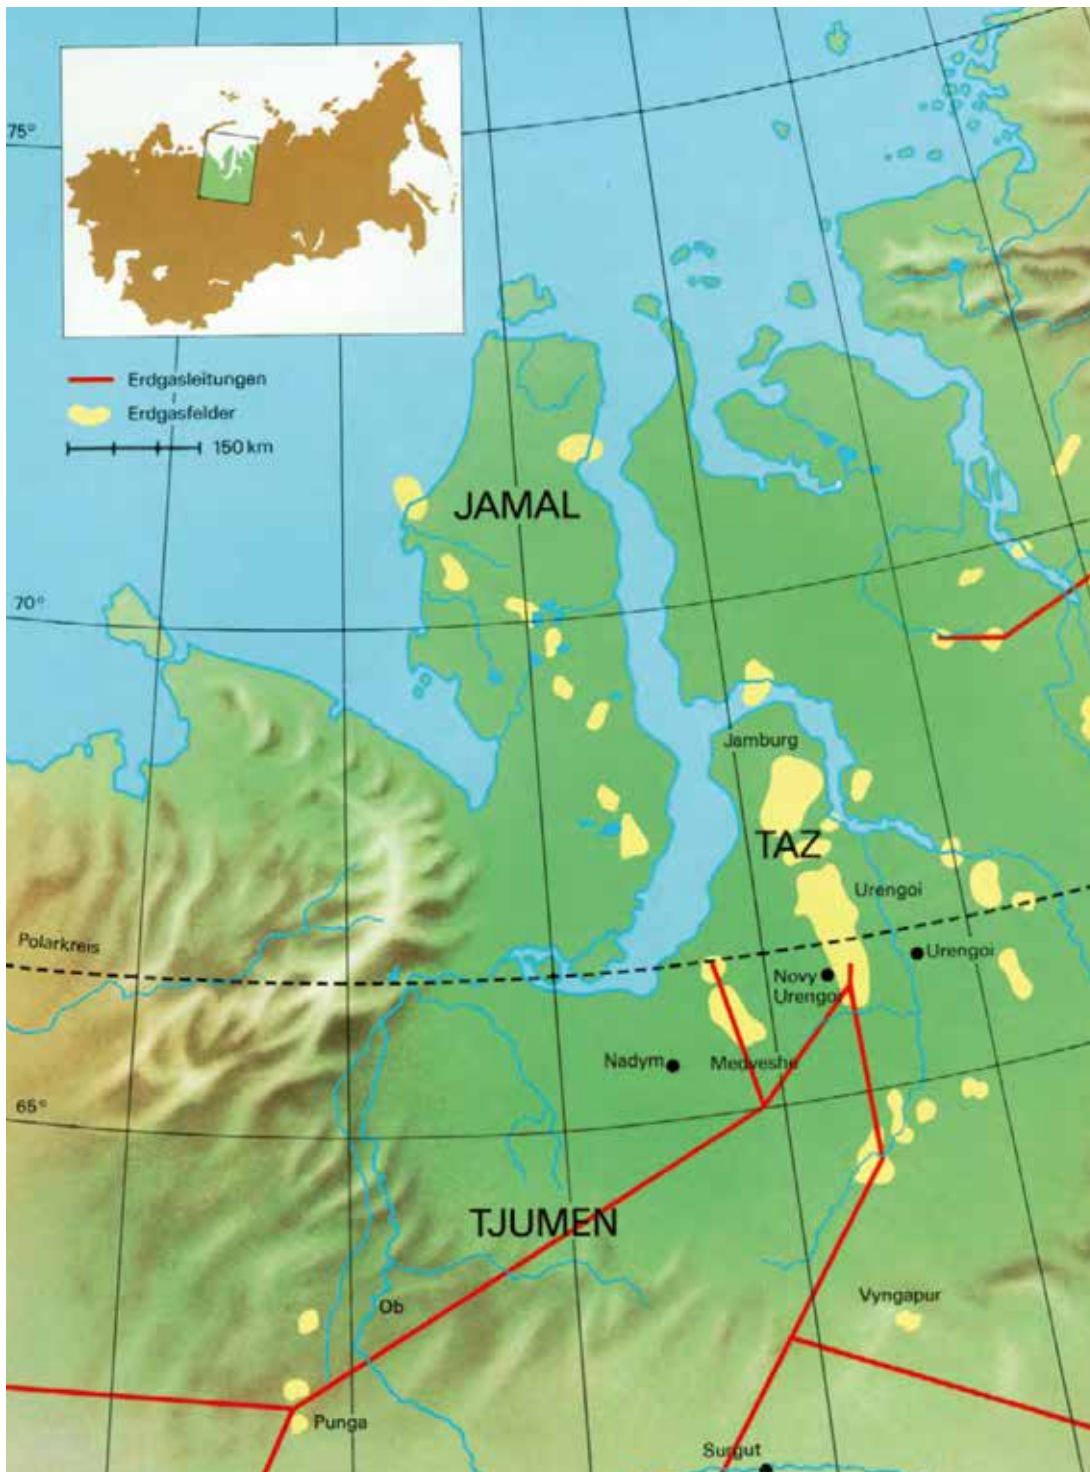 75°
Erdgasleitungen
Erdgasfelder
150 km
JAMAL
70°
Jamburg
TAZ
Urengoi
Polarkreis
Urengoi
Novy
Urengoi
Nadym
Medveshe
65°
TJUMEN
Ob
Vyngapur
Punga
Surgut